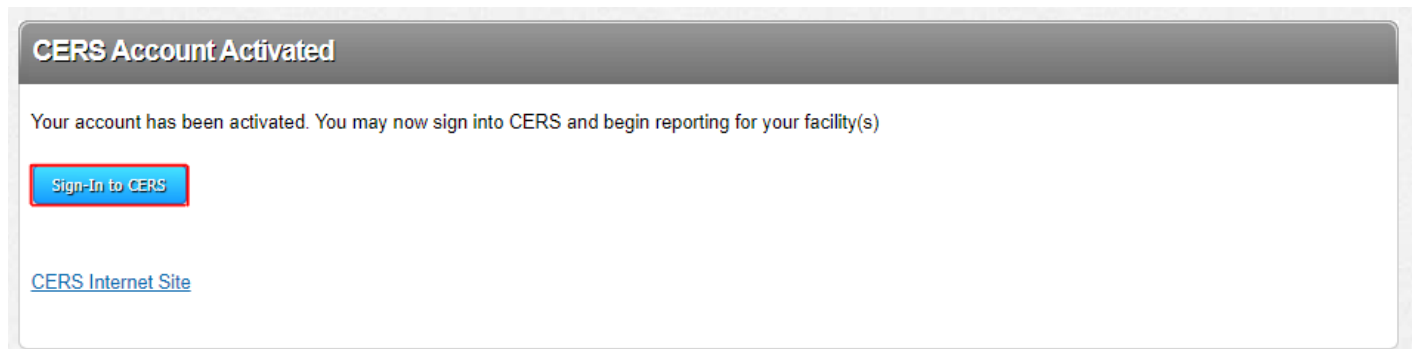 CERS Account Activated
Your account has been activated. You may now sign into CERS and begin reporting for your facility(s)
Sign-In to CERS
CERS Internet Site